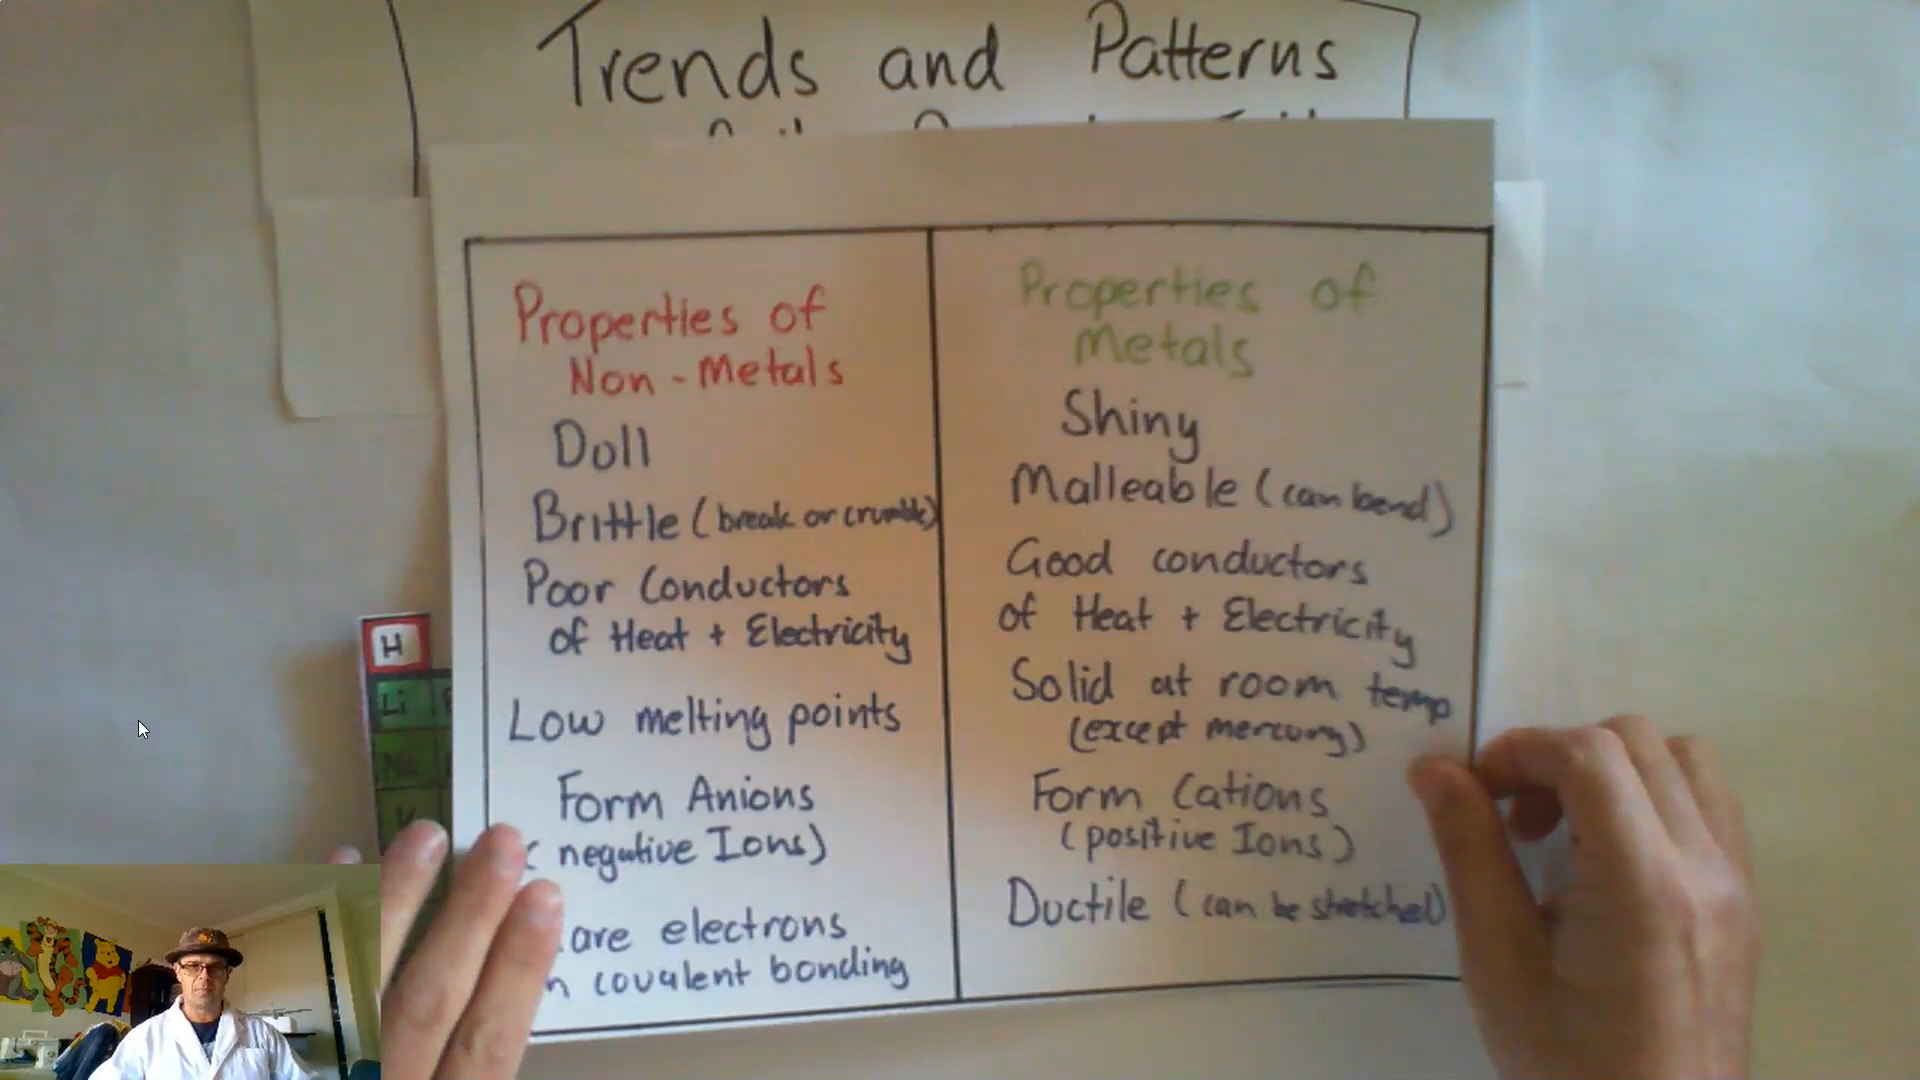 Trends and Patterns
Properties of
Non-Metals
Doll
Brittle (break or crumble)
Poor Conductors
of Heat + Electricity
Low melting points
Form Anions
( negative Ions)
are electrons
n covalent bonding
Properties of
Metals
Shiny
Malleable (can bend)
Good conductors
of Heat + Electricity
Solid at room temp
(except mercury)
Form Cations
(positive Ions)
Ductile (can be stretched)
H
Li
Na
K